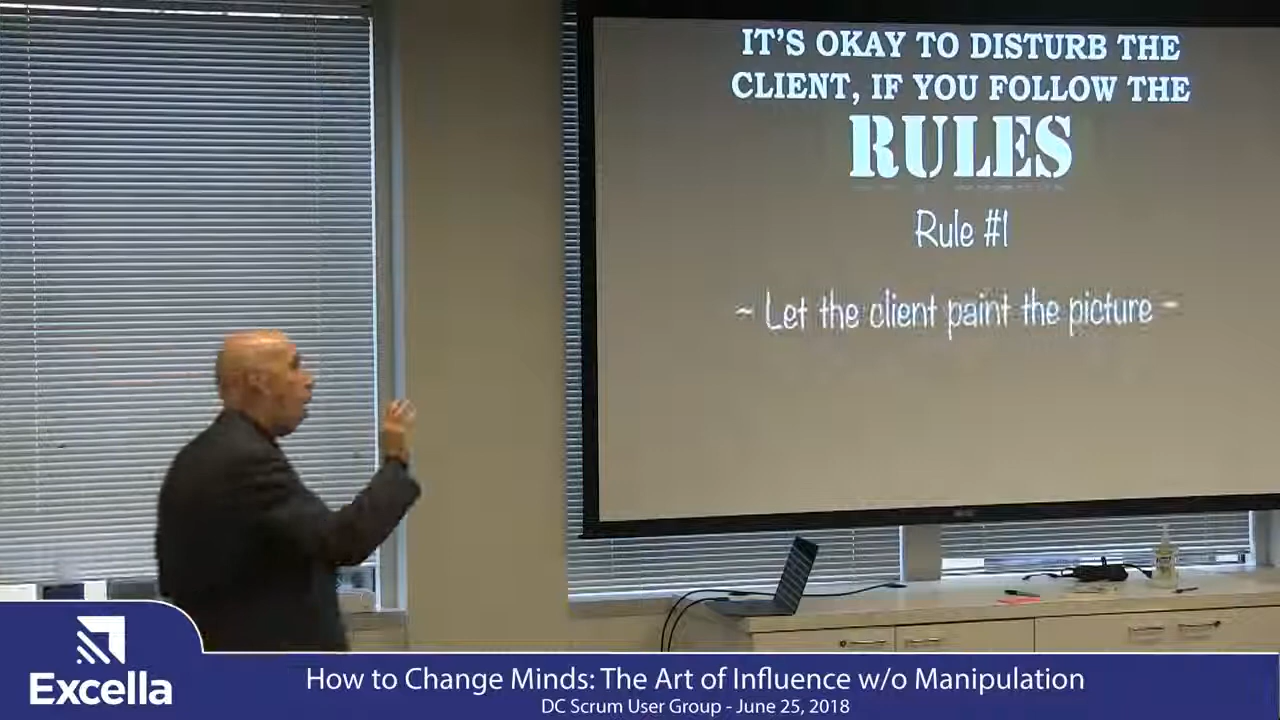 IT'S OKAY TO DISTURB THE
CLIENT, IF YOU FOLLOW THE
RULES
Rule #1
~ Let the client paint the picture ~
Excella
How to Change Minds: The Art of Influence w/o Manipulation
DC Scrum User Group - June 25, 2018